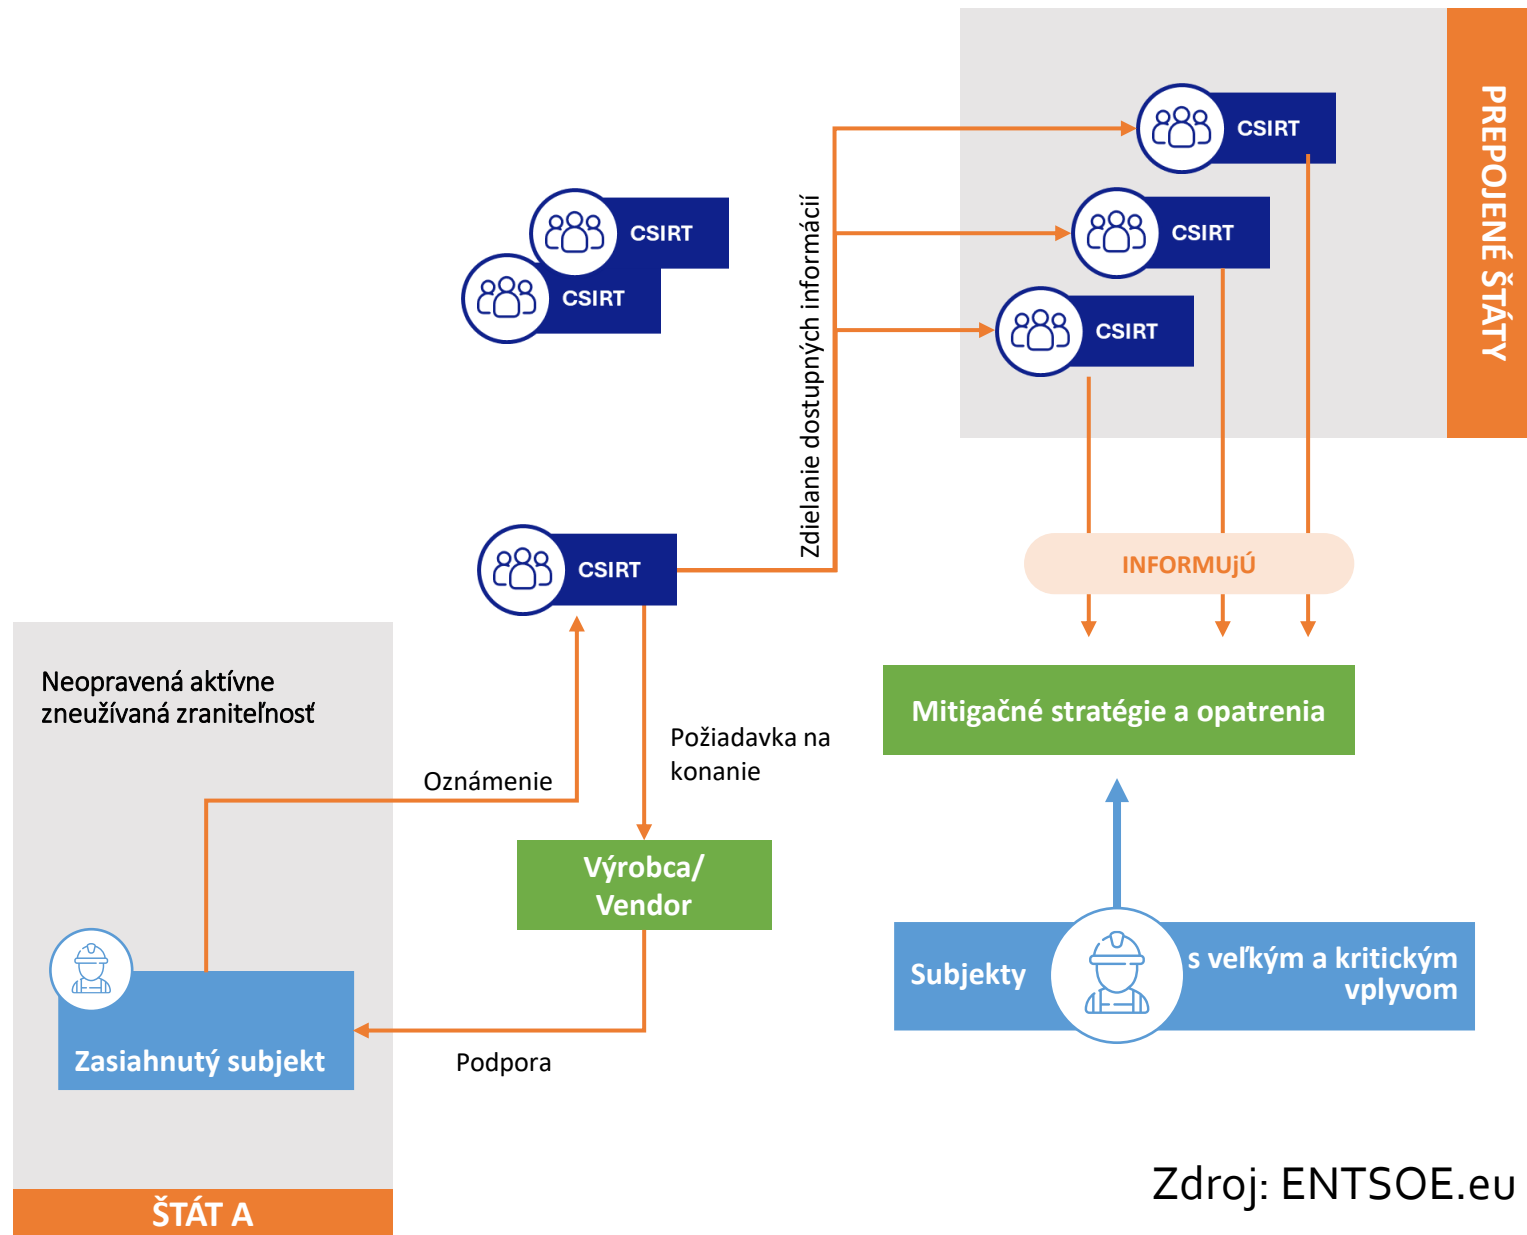 PREPOJENÉ ŠTÁTY
CSIRT
CSIRT
CSIRT
CSIRT
CSIRT
Zdielanie dostupných informácií
CSIRT
INFORMUjÚ
Neopravená aktívne
zneužívaná zraniteľnosť
Mitigačné stratégie a opatrenia
Požiadavka na
konanie
Oznámenie
Výrobca/
Vendor
Subjekty
s veľkým a kritickým
vplyvom
Zasiahnutý subjekt
Podpora
Zdroj: ENTSOE.eu
ŠTÁT A